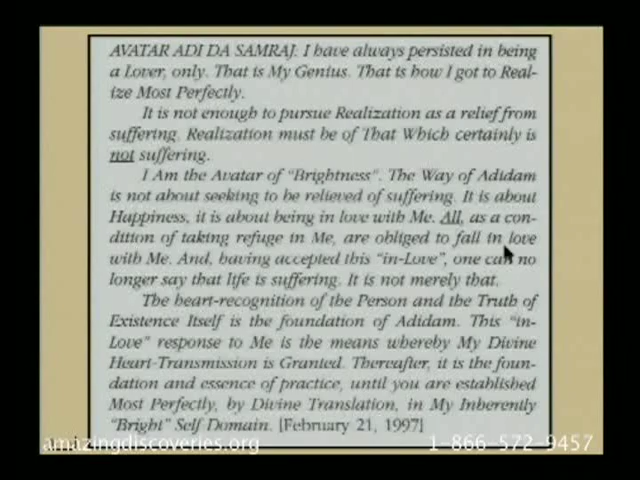 AVATAR ADI DA SAMRAJ: I have always persisted in being
a Lover, only. That is My Genius. That is how I got to Real-
ize Most Perfectly.
It is not enough to pursue Realization as a relief from
suffering. Realization must be of That Which certainly is
not suffering.
I Am the Avatar of "Brightness". The Way of Adidam
is not about seeking to be relieved of suffering. It is about
Happiness, it is about being in love with Me. All, as a con-
dition of taking refuge in Me, are obliged to fall in love
with Me. And, having accepted this "in-Love", one can no
longer say that life is suffering. It is not merely that.
The heart-recognition of the Person and the Truth of
Existence Itself is the foundation of Adidam. This "in-
Love" response to Me is the means whereby My Divine
Heart-Transmission is Granted. Thereafter, it is the foun-
dation and essence of practice, until you are established
Most Perfectly, by Divine Translation, in My Inherently
"Bright" Self-Domain. [February 21, 1997]
amazingdiscoveries.org 1-866-572-9457